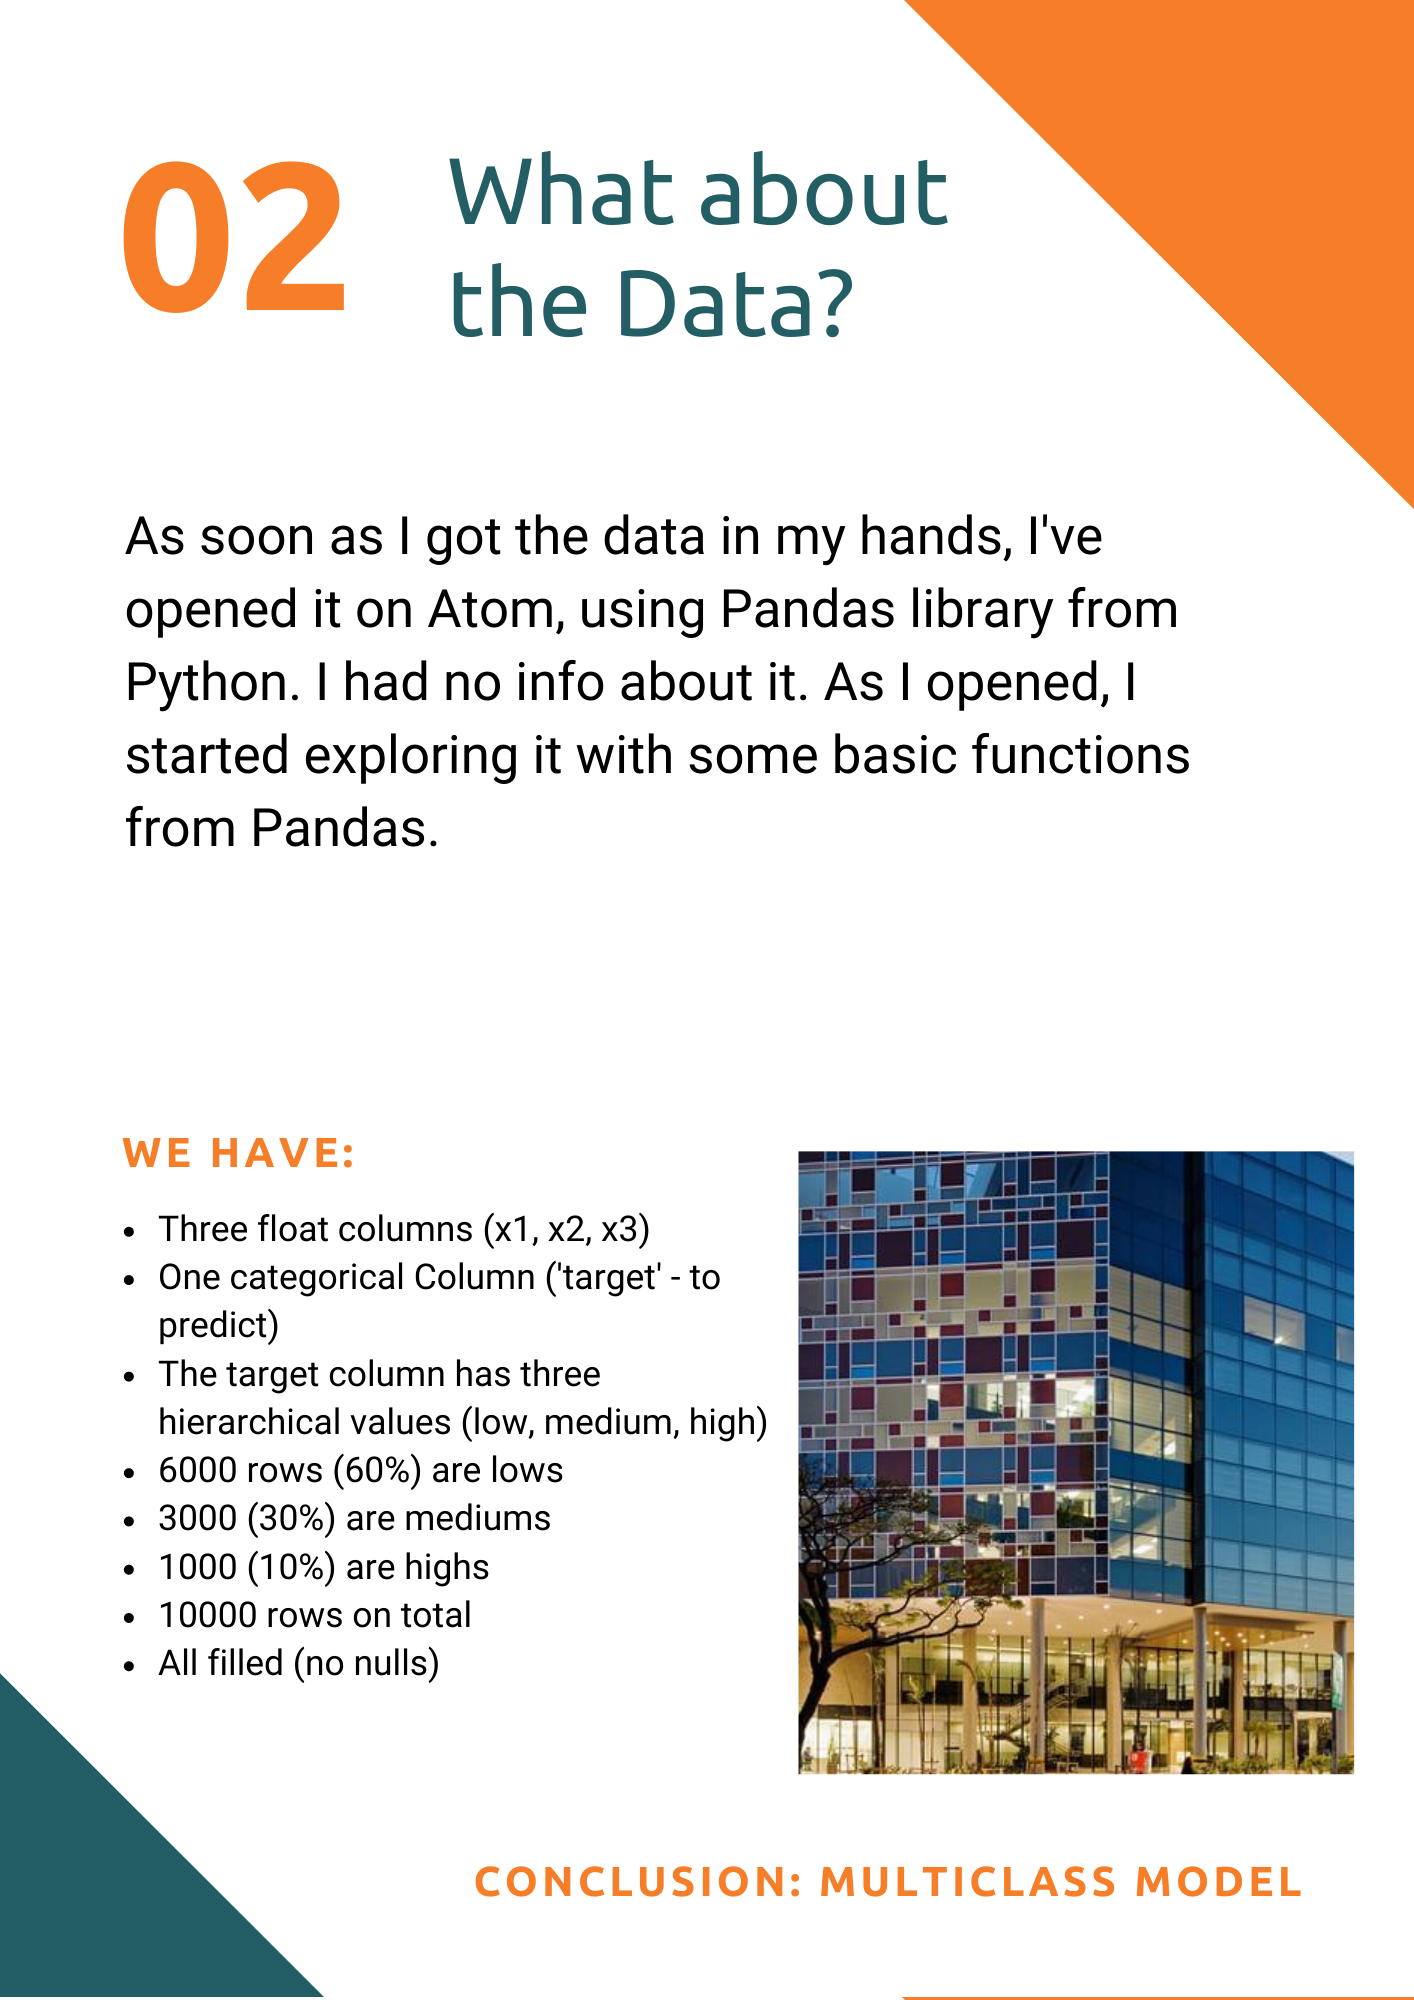 02
What about
the Data?
As soon as I got the data in my hands, I've
opened it on Atom, using Pandas library from
Python. I had no info about it. As I opened, I
started exploring it with some basic functions
from Pandas.
WE HAVE:
• Three float columns (x1, x2, x3)
• One categorical Column ('target' - to
predict)
• The target column has three
hierarchical values (low, medium, high)
• 6000 rows (60%) are lows
• 3000 (30%) are mediums
• 1000 (10%) are highs
• 10000 rows on total
• All filled (no nulls)
CONCLUSION: MULTICLASS MODEL